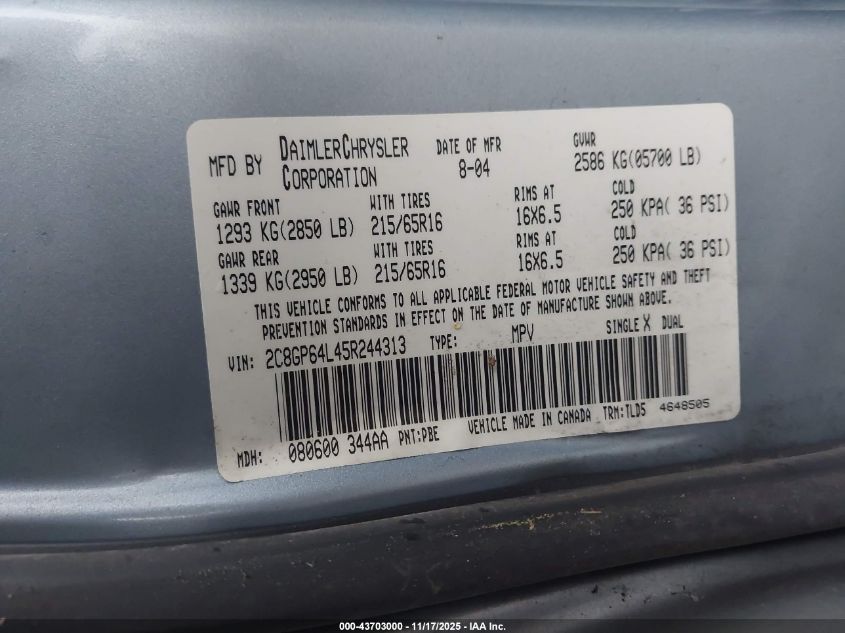 MFD BY DAIMLERCHRYSLER CORPORATION DATE OF MFR 8-04 GVWR 2586 KG(05700 LB)
GAWR FRONT WITH TIRES RIMS AT COLD
1293 KG(2850 LB) 215/65R16 16X6.5 250 KPA( 36 PSI)
GAWR REAR WITH TIRES RIMS AT COLD
1339 KG(2950 LB) 215/65R16 16X6.5 250 KPA( 36 PSI)
THIS VEHICLE CONFORMS TO ALL APPLICABLE FEDERAL MOTOR VEHICLE SAFETY AND THEFT
PREVENTION STANDARDS IN EFFECT ON THE DATE OF MANUFACTURE SHOWN ABOVE.
VIN: 2C8GP64L45R244313 TYPE: MPV SINGLE X DUAL
MDH: 080600 344AA PNT:PBE VEHICLE MADE IN CANADA TRM:TLD5 4648505
000-43703000 - 11/17/2025 - IAA Inc.